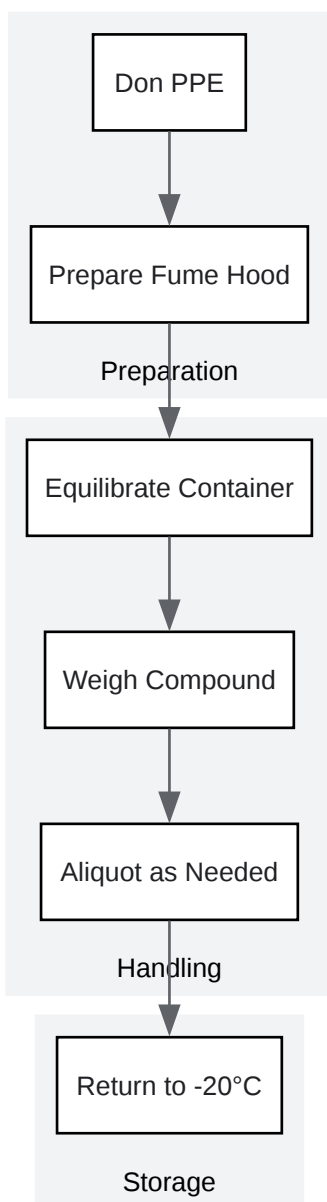 Don PPE
Prepare Fume Hood
Preparation
Equilibrate Container
Weigh Compound
Aliquot as Needed
Handling
Return to -20°C
Storage